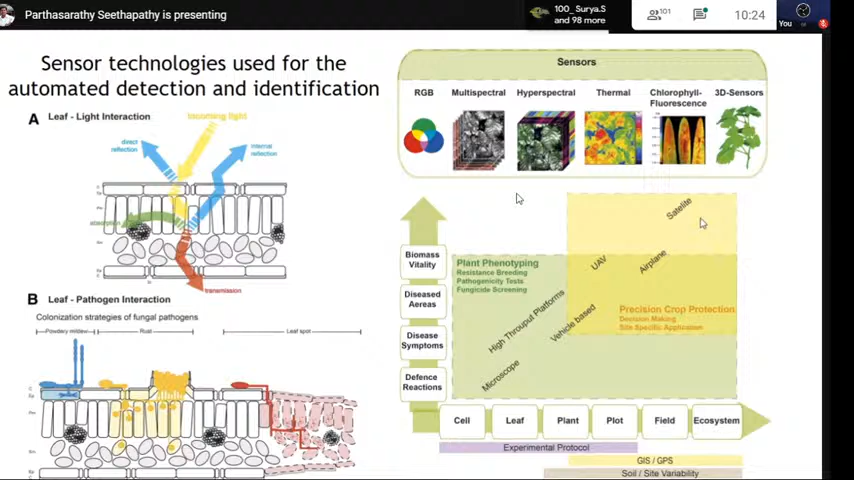 Parthasarathy Seethapathy is presenting
100_Surya.S
and 98 more
101
10:24
You
Sensor technologies used for the
automated detection and identification
A
Leaf - Light Interaction
incoming light
direct
reflection
internal
reflection
absorption
transmission
B
Leaf - Pathogen Interaction
Colonization strategies of fungal pathogens
Powdery mildew
Rust
Leaf spot
Sensors
RGB
Multispectral
Hyperspectral
Thermal
Chlorophyll-
Fluorescence
3D-Sensors
Biomass
Vitality
Diseased
Aereas
Disease
Symptoms
Defence
Reactions
Plant Phenotyping
Resistance Breeding
Pathogenicity Tests
Fungicide Screening
Satelite
Airplane
UAV
High Throuput Platforms
Vehicle based
Microscope
Precision Crop Protection
Decision Making
Site Specific Application
Cell
Leaf
Plant
Plot
Field
Ecosystem
Experimental Protocol
GIS / GPS
Soil / Site Variability